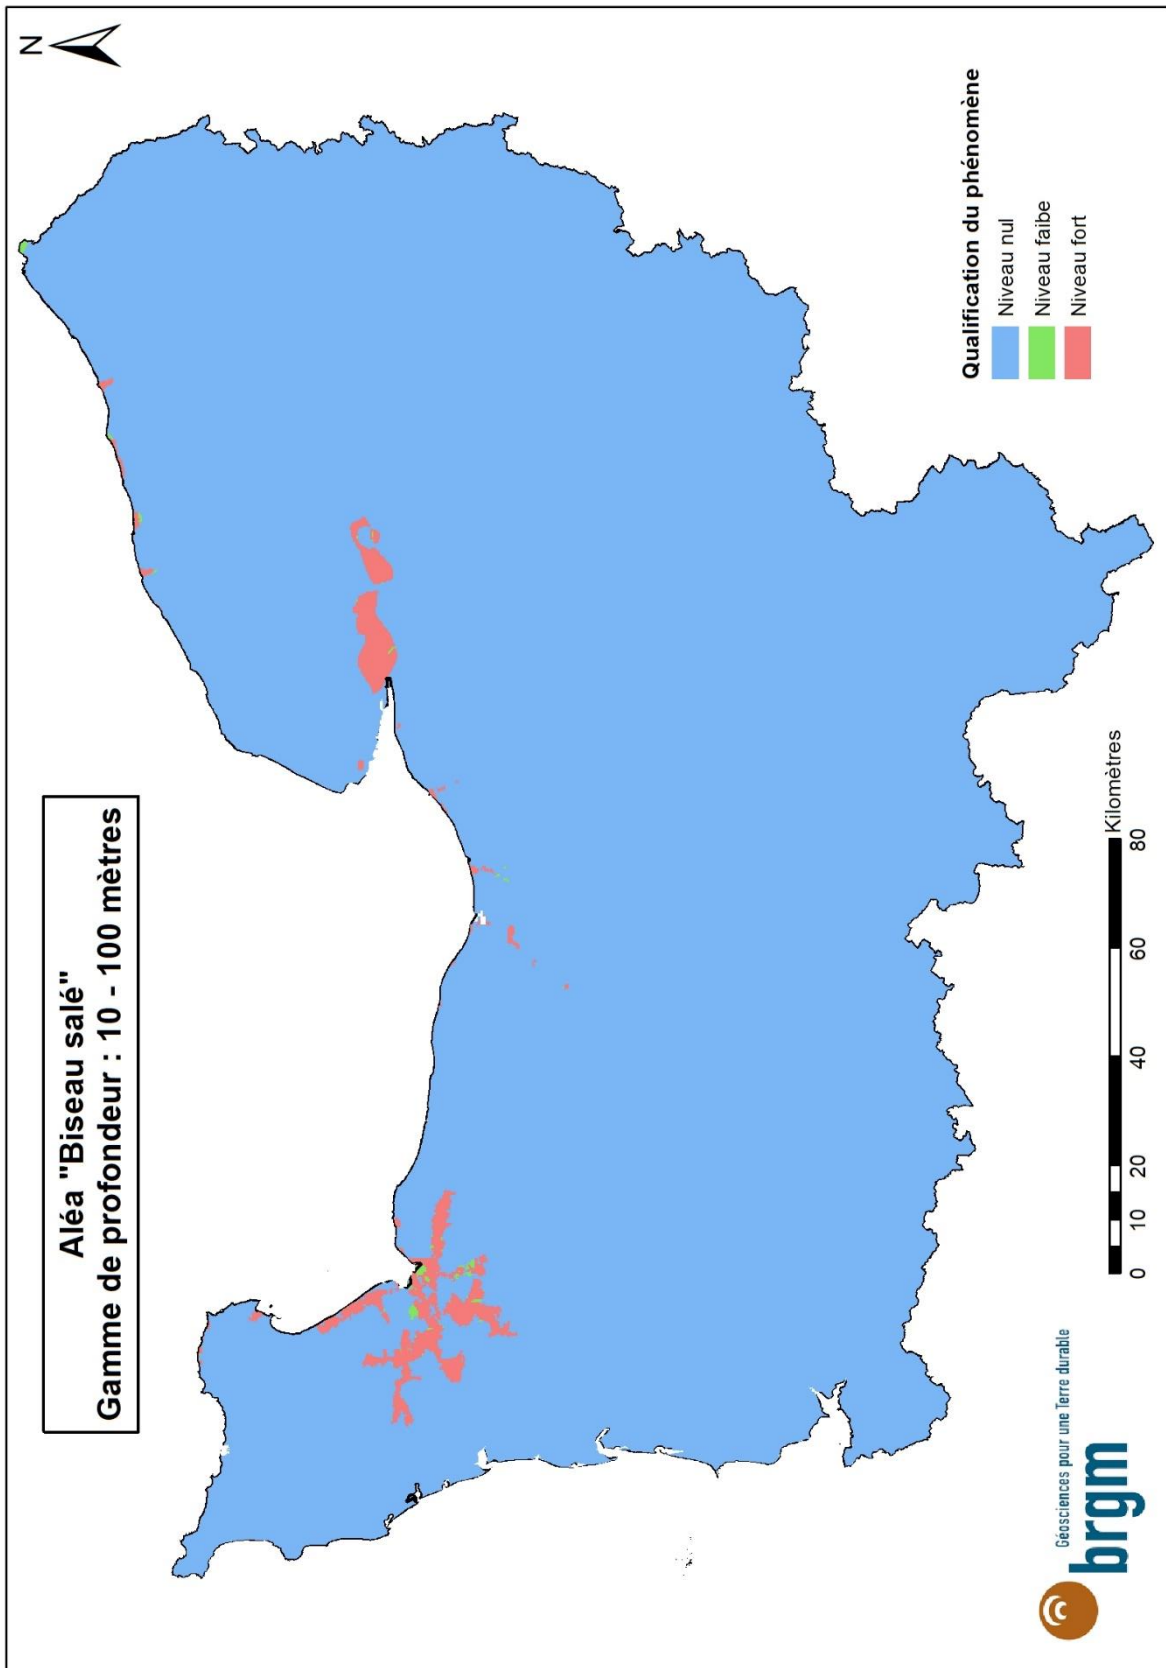 N
Aléa "Biseau salé"
Gamme de profondeur : 10 - 100 mètres
Qualification du phénomène
Niveau nul
Niveau faibe
Niveau fort
0 10 20 40 60 80
Kilomètres
Géosciences pour une Terre durable
brgm